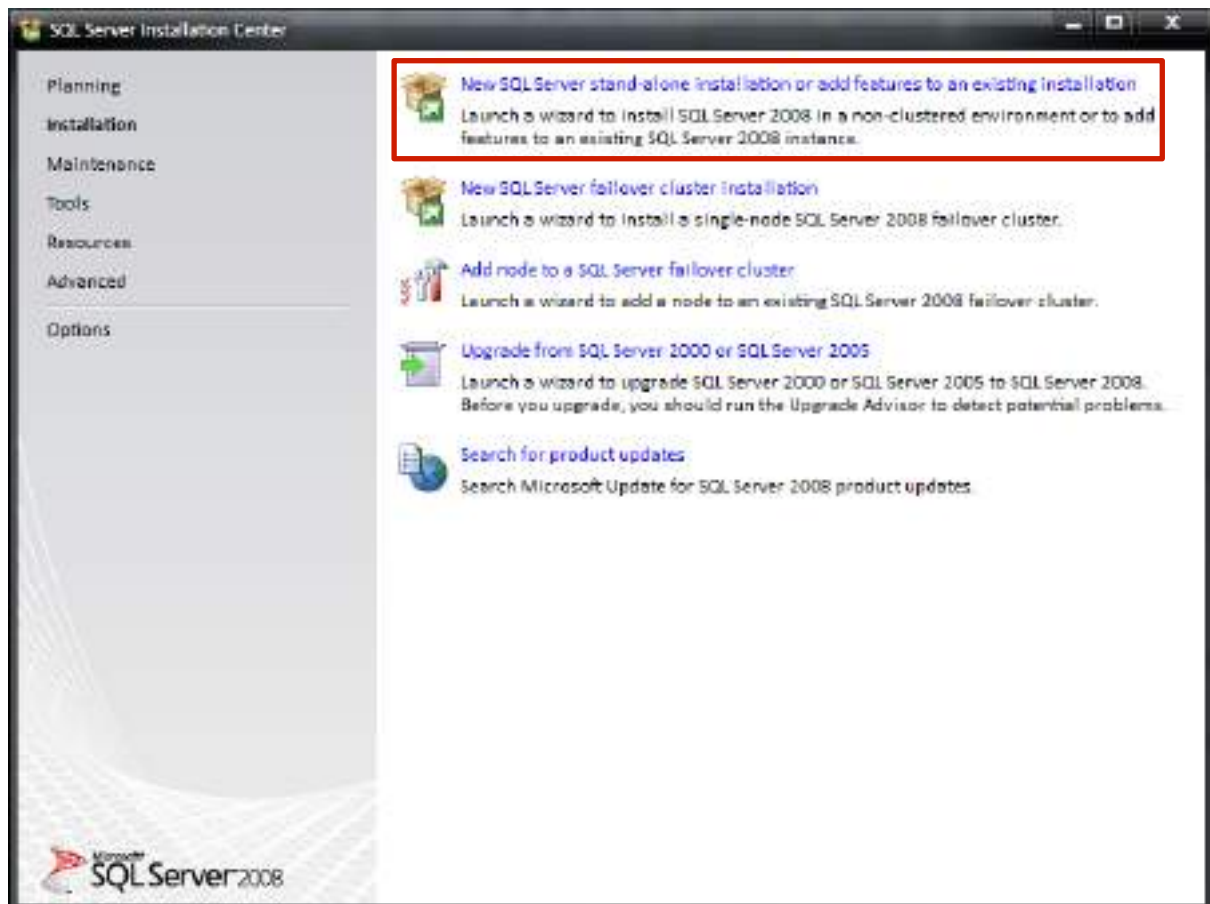 SQL Server Installation Center
Planning
Installation
Maintenance
Tools
Resources
Advanced
Options
New SQL Server stand-alone installation or add features to an existing installation
Launch a wizard to install SQL Server 2008 in a non-clustered environment or to add
features to an existing SQL Server 2008 instance.
New SQL Server failover cluster installation
Launch a wizard to install a single-node SQL Server 2008 failover cluster.
Add node to a SQL Server failover cluster
Launch a wizard to add a node to an existing SQL Server 2008 failover cluster.
Upgrade from SQL Server 2000 or SQL Server 2005
Launch a wizard to upgrade SQL Server 2000 or SQL Server 2005 to SQL Server 2008.
Before you upgrade, you should run the Upgrade Advisor to detect potential problems.
Search for product updates
Search Microsoft Update for SQL Server 2008 product updates.
Microsoft
SQL Server 2008